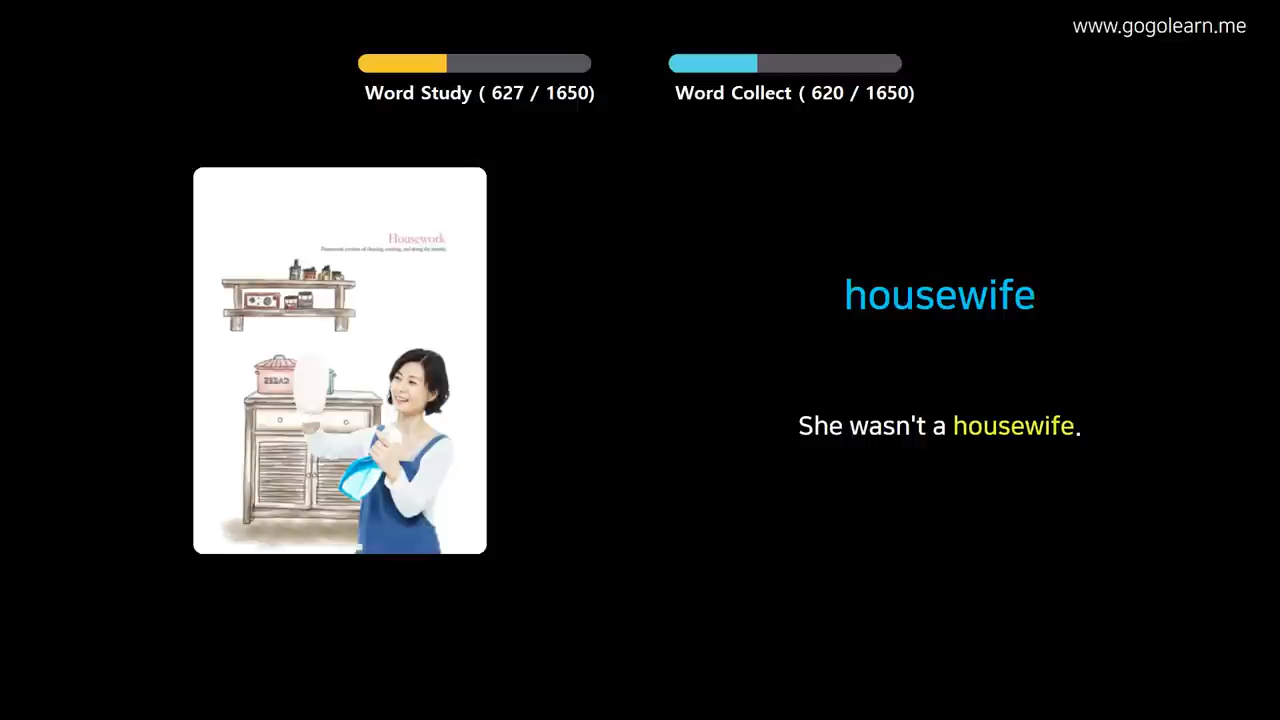 www.gogolearn.me
Word Study ( 627 / 1650)
Word Collect ( 620 / 1650)
Housework
housewife
She wasn't a housewife.